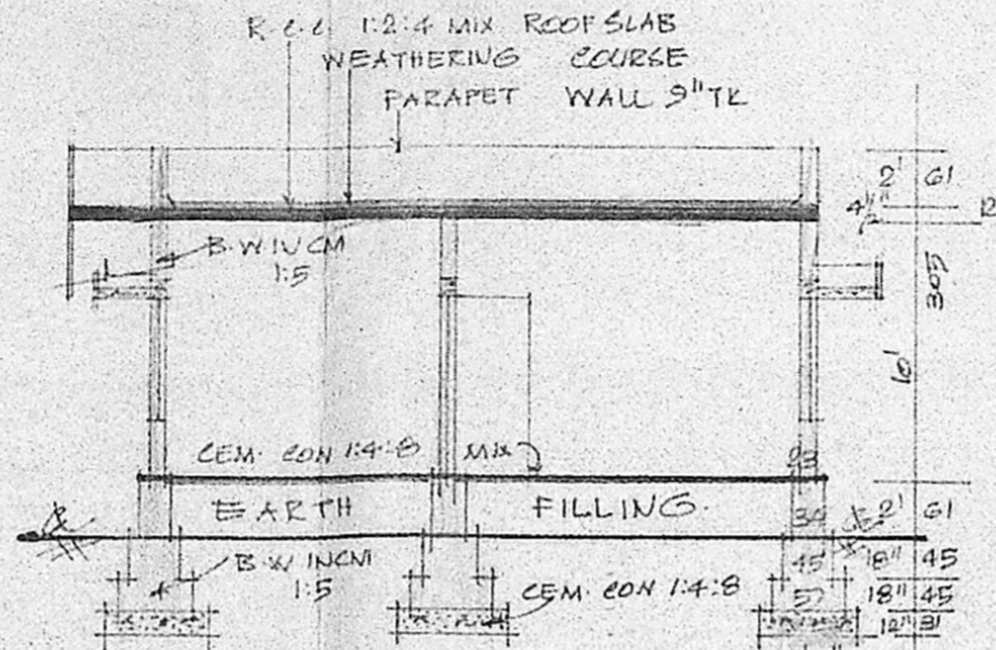 R.C.C 1:2:4 MIX ROOF SLAB
WEATHERING COURSE
PARAPET WALL 9" TK
2' 61
4½" 12
B.W IN CM
1:5
305
10'
CEM. CON 1:4:8 MIX
23
EARTH FILLING.
30 2' 61
45 18" 45
B.W IN CM
1:5
CEM. CON 1:4:8
57 18" 45
12" 31